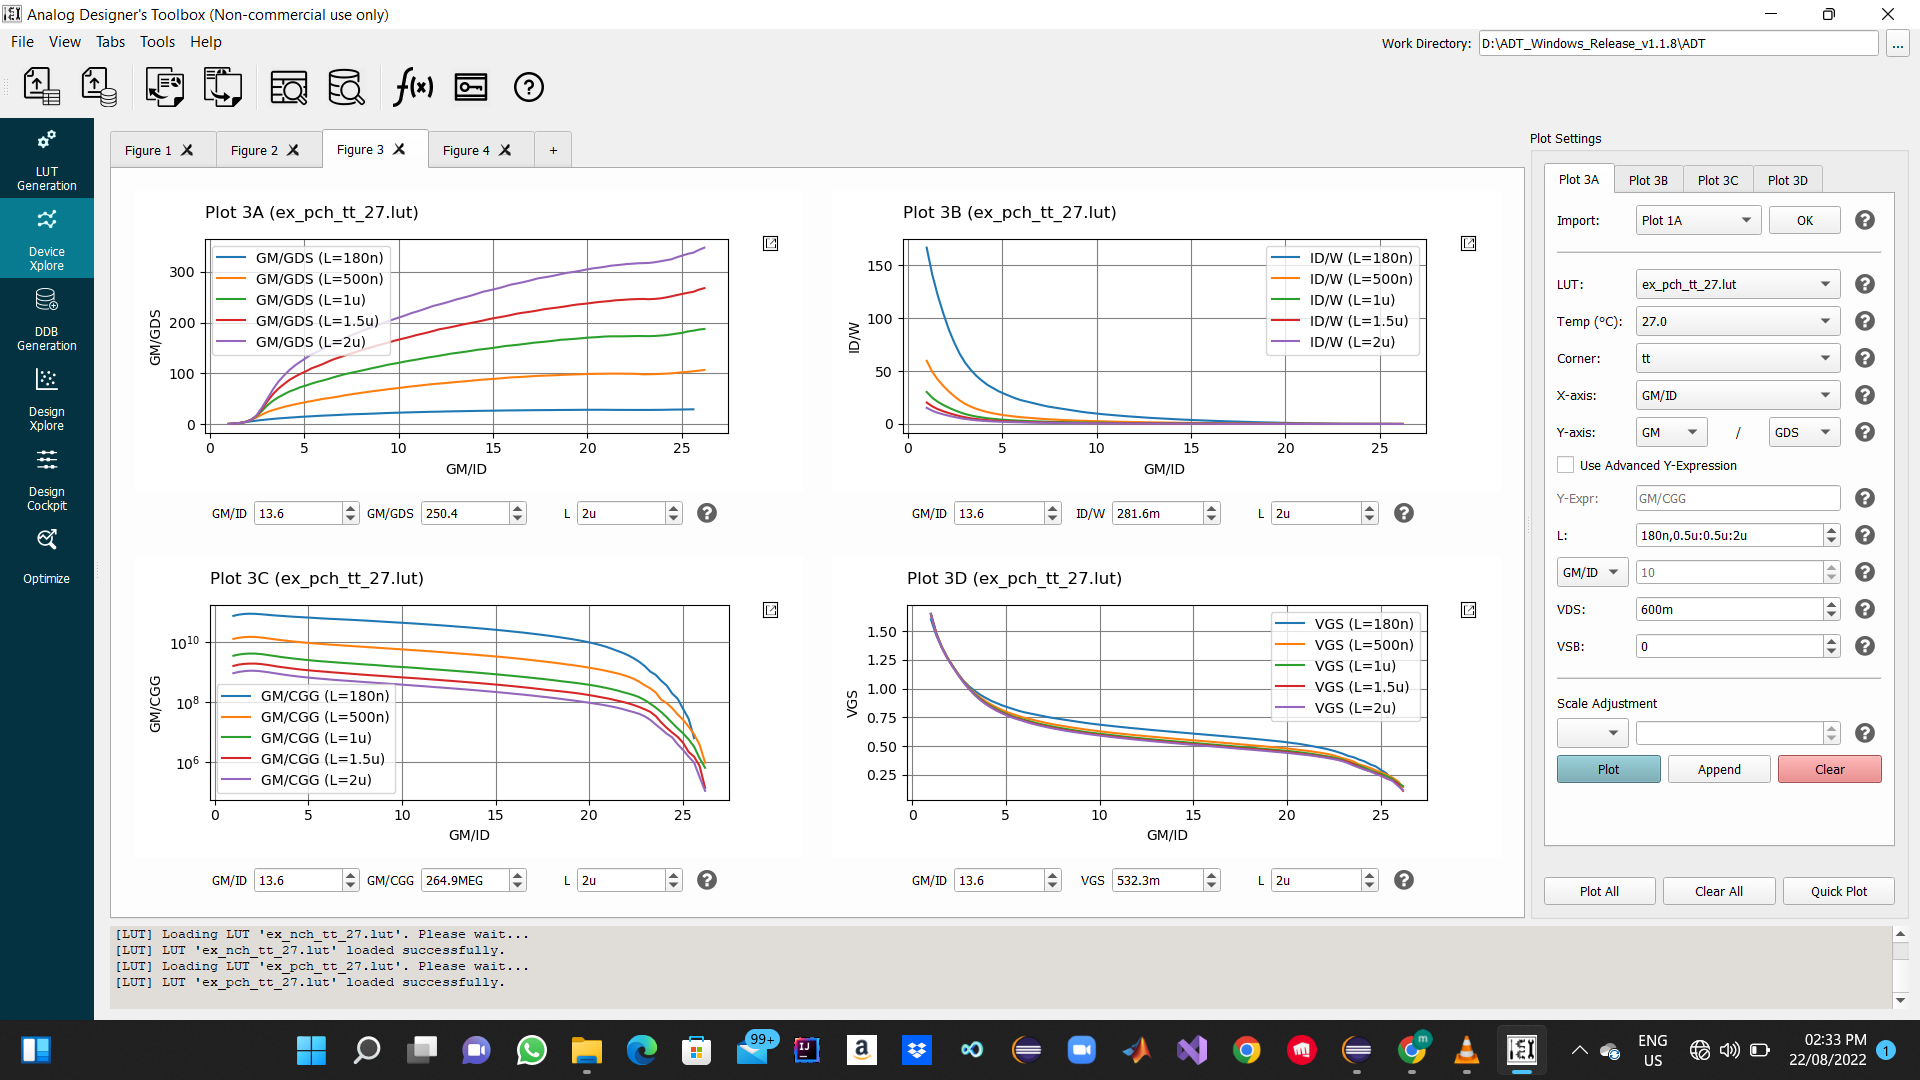 Analog Designer's Toolbox (Non-commercial use only)
File View Tabs Tools Help
Work Directory: D:\ADT_Windows_Release_v1.1.8\ADT ...
f(x) ?
LUT
Generation
Device
Xplore
DDB
Generation
Design
Xplore
Design
Cockpit
Optimize
Figure 1 Figure 2 Figure 3 Figure 4 +
Plot 3A (ex_pch_tt_27.lut)
GM/GDS (L=180n)
GM/GDS (L=500n)
GM/GDS (L=1u)
GM/GDS (L=1.5u)
GM/GDS (L=2u)
GM/GDS
300
200
100
0
0 5 10 15 20 25
GM/ID
GM/ID 13.6 GM/GDS 250.4 L 2u ?
Plot 3B (ex_pch_tt_27.lut)
ID/W (L=180n)
ID/W (L=500n)
ID/W (L=1u)
ID/W (L=1.5u)
ID/W (L=2u)
ID/W
150
100
50
0
0 5 10 15 20 25
GM/ID
GM/ID 13.6 ID/W 281.6m L 2u ?
Plot 3C (ex_pch_tt_27.lut)
GM/CGG (L=180n)
GM/CGG (L=500n)
GM/CGG (L=1u)
GM/CGG (L=1.5u)
GM/CGG (L=2u)
GM/CGG
10^10
10^8
10^6
0 5 10 15 20 25
GM/ID
GM/ID 13.6 GM/CGG 264.9MEG L 2u ?
Plot 3D (ex_pch_tt_27.lut)
VGS (L=180n)
VGS (L=500n)
VGS (L=1u)
VGS (L=1.5u)
VGS (L=2u)
VGS
1.50
1.25
1.00
0.75
0.50
0.25
0 5 10 15 20 25
GM/ID
GM/ID 13.6 VGS 532.3m L 2u ?
Plot Settings
Plot 3A Plot 3B Plot 3C Plot 3D
Import: Plot 1A OK ?
LUT: ex_pch_tt_27.lut ?
Temp (°C): 27.0 ?
Corner: tt ?
X-axis: GM/ID ?
Y-axis: GM / GDS ?
Use Advanced Y-Expression
Y-Expr: GM/CGG ?
L: 180n,0.5u:0.5u:2u ?
GM/ID 10 ?
VDS: 600m ?
VSB: 0 ?
Scale Adjustment
?
Plot Append Clear
Plot All Clear All Quick Plot
[LUT] Loading LUT 'ex_nch_tt_27.lut'. Please wait...
[LUT] LUT 'ex_nch_tt_27.lut' loaded successfully.
[LUT] Loading LUT 'ex_pch_tt_27.lut'. Please wait...
[LUT] LUT 'ex_pch_tt_27.lut' loaded successfully.
99+ IJ a m
ENG
US
02:33 PM
22/08/2022
1